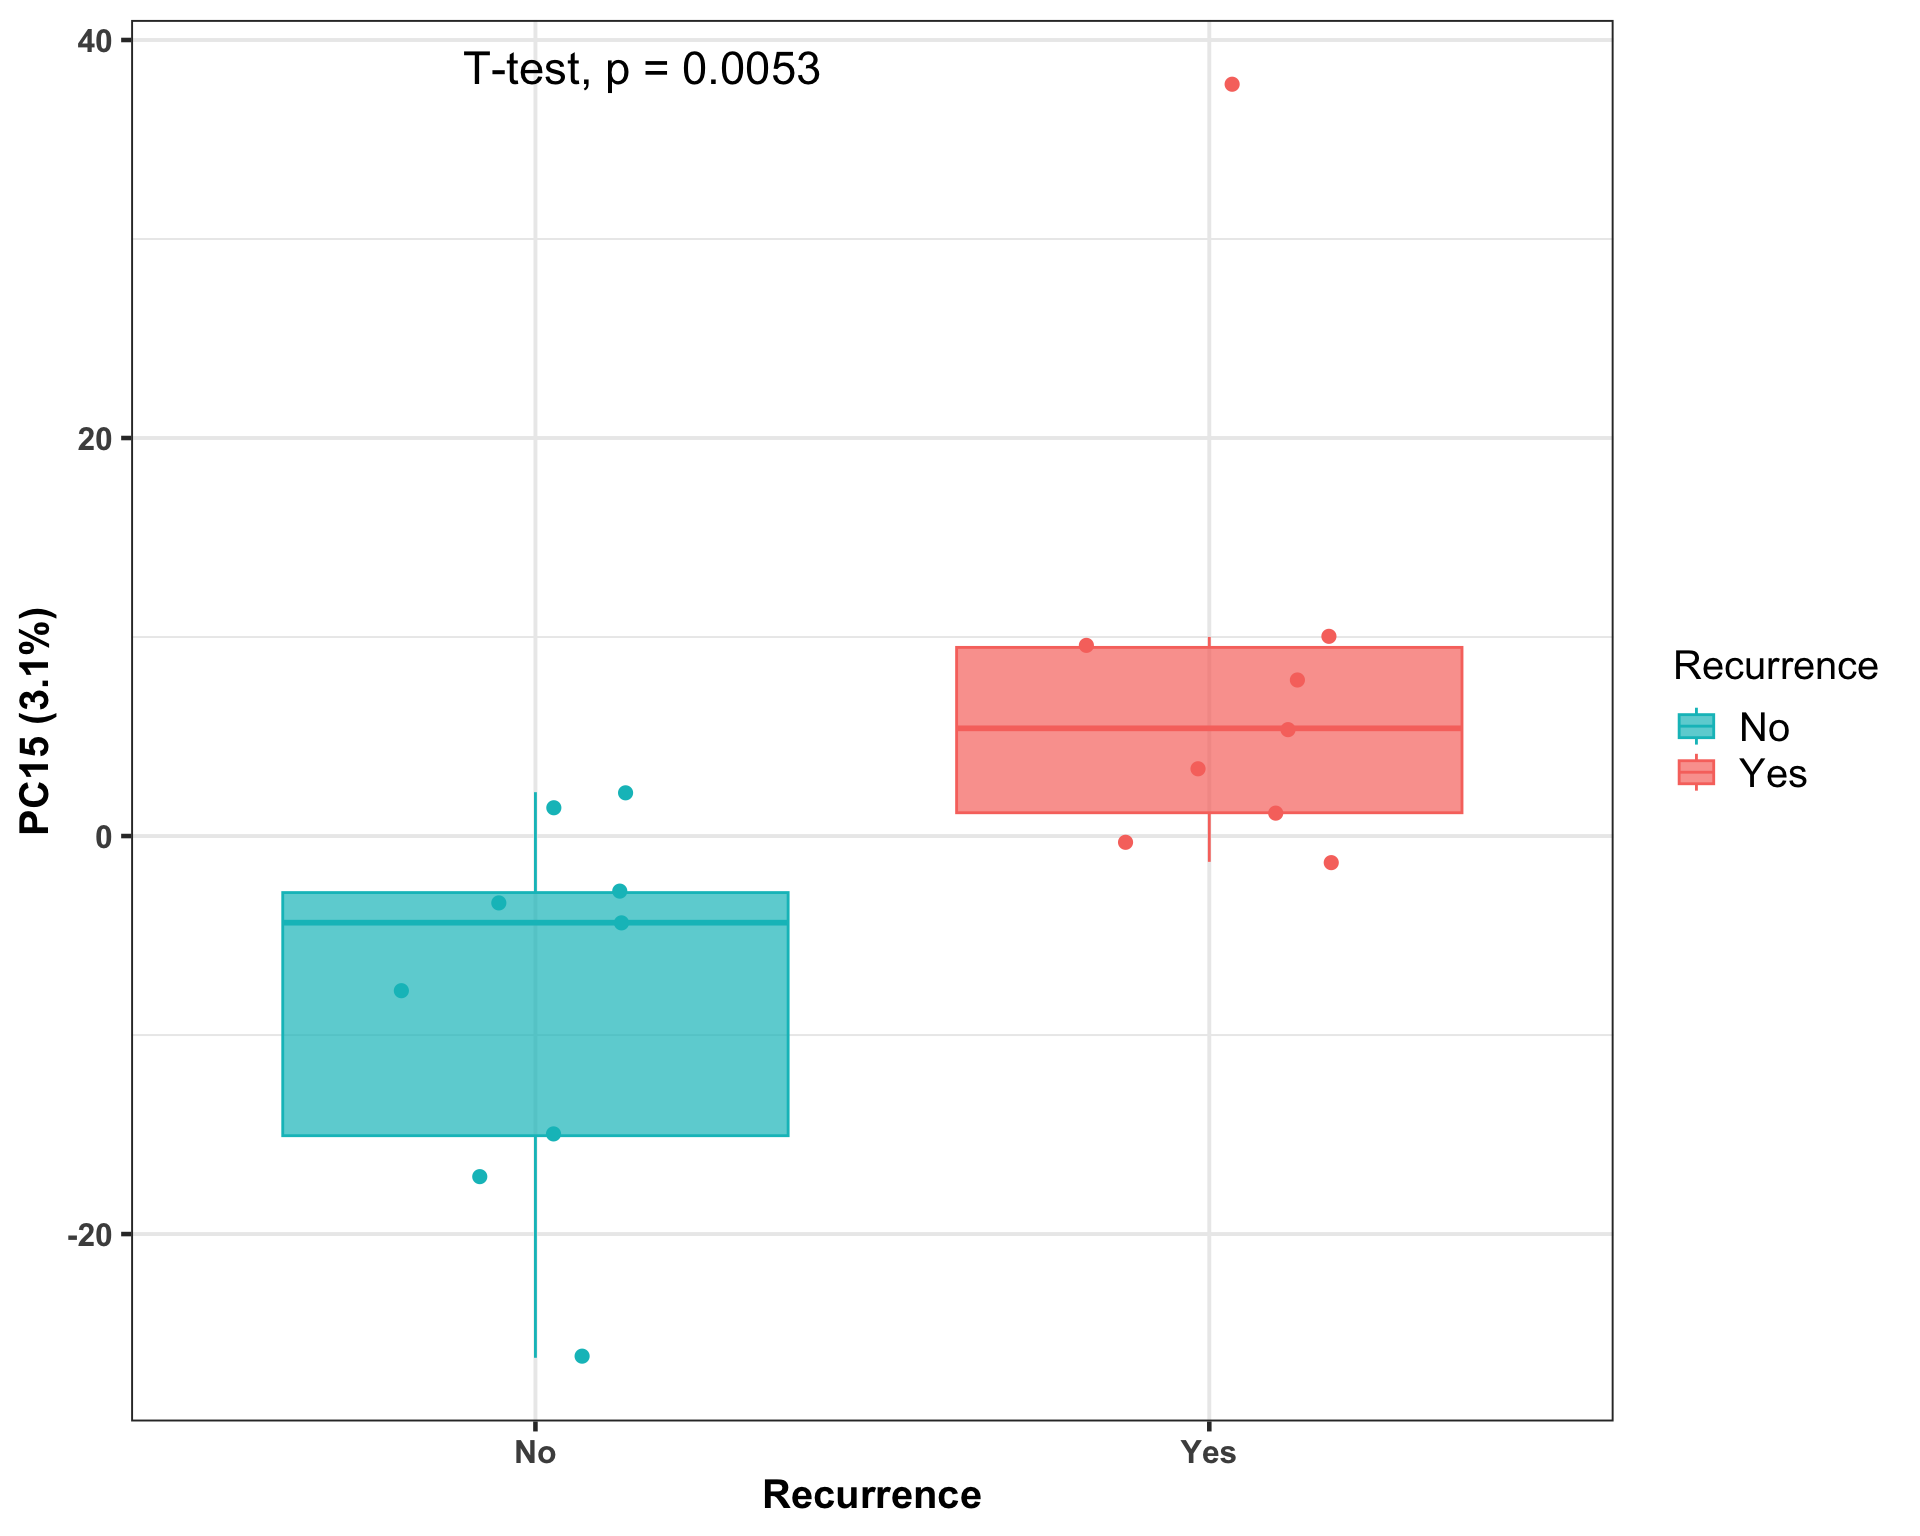 T-test, p = 0.0053
40
20
0
-20
PC15 (3.1%)
No
Yes
Recurrence
Recurrence
No
Yes